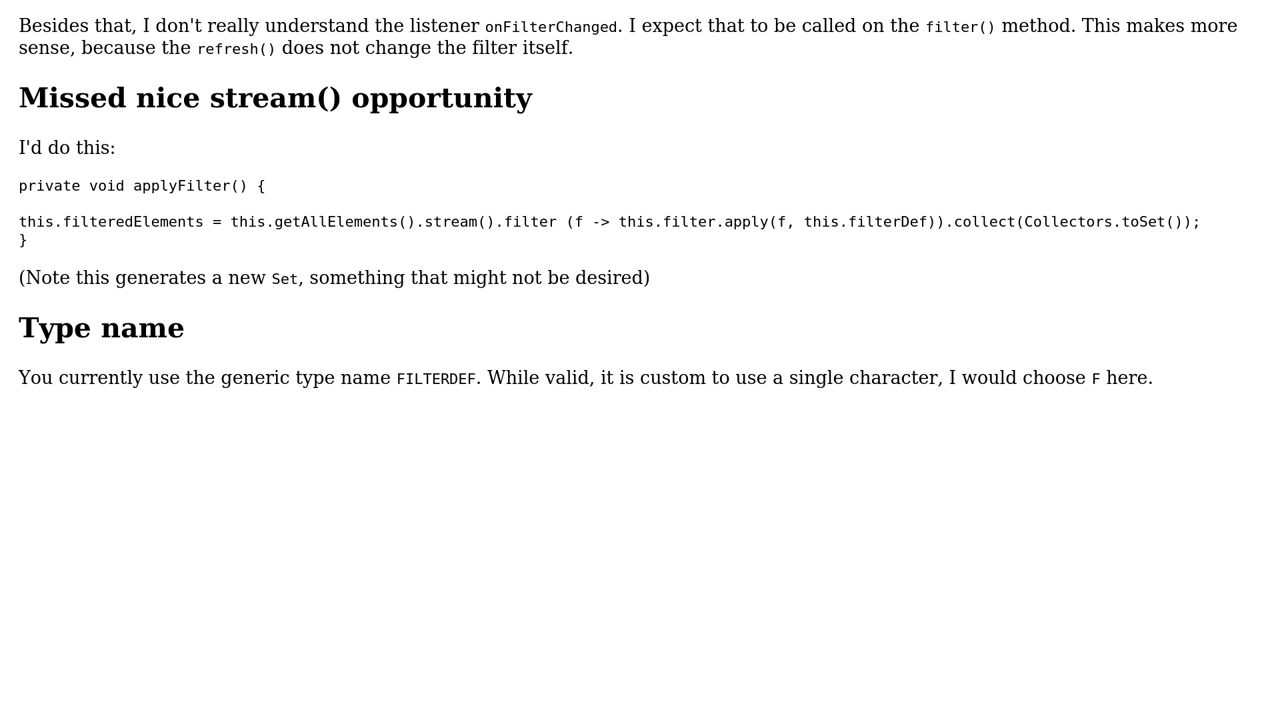 Besides that, I don't really understand the listener onFilterChanged. I expect that to be called on the filter() method. This makes more
sense, because the refresh() does not change the filter itself.
Missed nice stream() opportunity
I'd do this:
private void applyFilter() {
this.filteredElements = this.getAllElements().stream().filter (f -> this.filter.apply(f, this.filterDef)).collect(Collectors.toSet());
}
(Note this generates a new Set, something that might not be desired)
Type name
You currently use the generic type name FILTERDEF. While valid, it is custom to use a single character, I would choose F here.